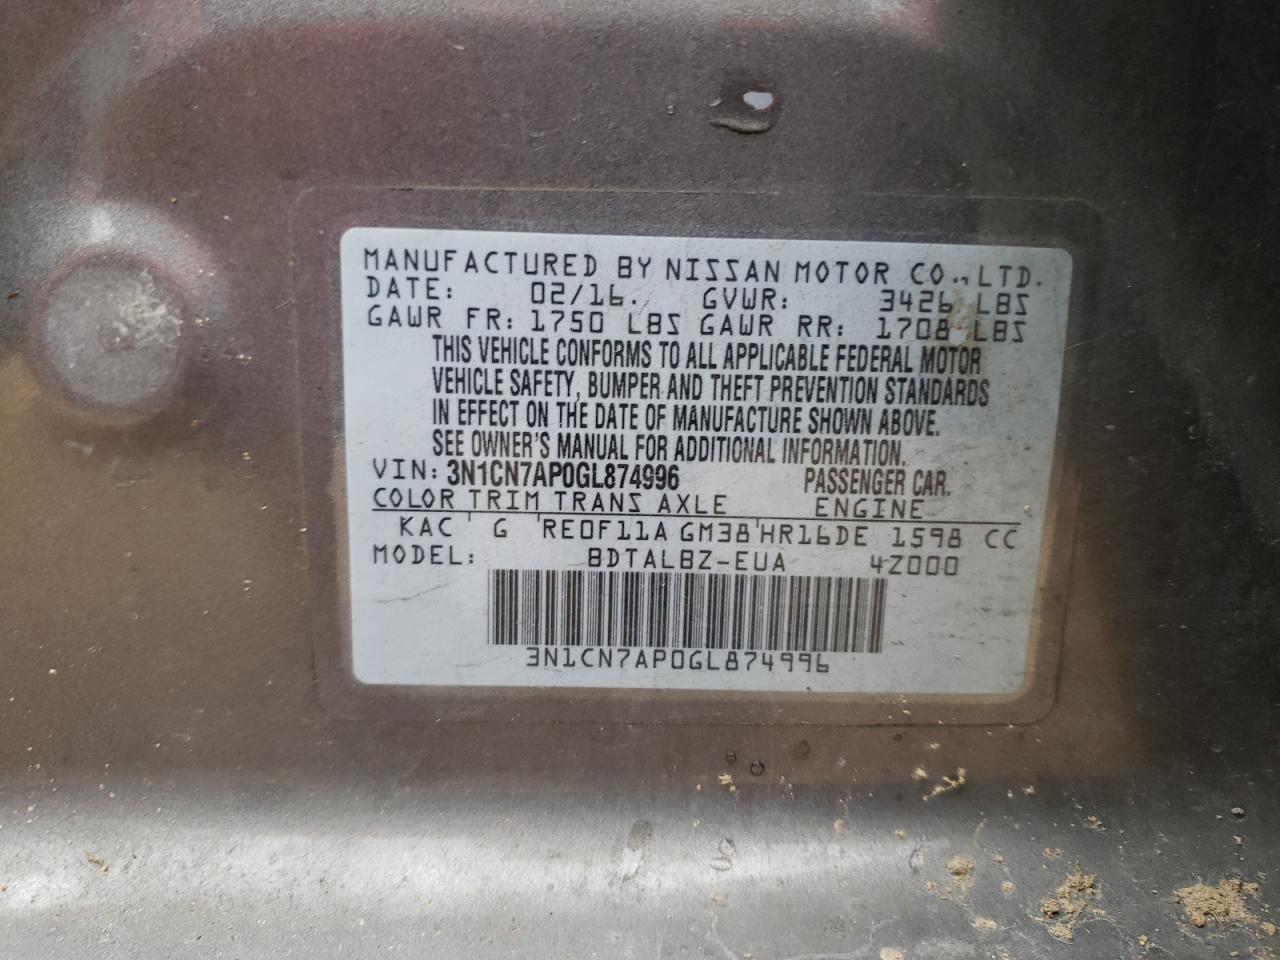 MANUFACTURED BY NISSAN MOTOR CO., LTD.
DATE: 02/16. GVWR: 3426 LBS
GAWR FR: 1750 LBS GAWR RR: 1708 LBS
THIS VEHICLE CONFORMS TO ALL APPLICABLE FEDERAL MOTOR
VEHICLE SAFETY, BUMPER AND THEFT PREVENTION STANDARDS
IN EFFECT ON THE DATE OF MANUFACTURE SHOWN ABOVE.
SEE OWNER'S MANUAL FOR ADDITIONAL INFORMATION.
VIN: 3N1CN7AP0GL874996 PASSENGER CAR.
COLOR TRIM TRANS AXLE ENGINE
KAC G RE0F11A GM38 HR16DE 1598 CC
MODEL: BDTALBZ-EUA 4Z000
3N1CN7AP0GL874996